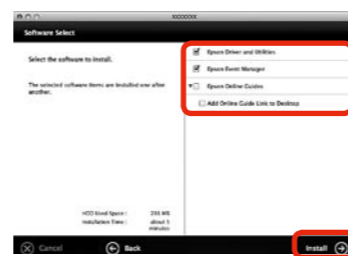 XXXXXXX
Software Select
Select the software to install.
The selected software items are installed one after
another.
Epson Driver and Utilities
Epson Event Manager
Epson Online Guides
Add Online Guide Link to Desktop
HDD Used Space :
Installation Time : about 5
minutes
Cancel
Back
Install